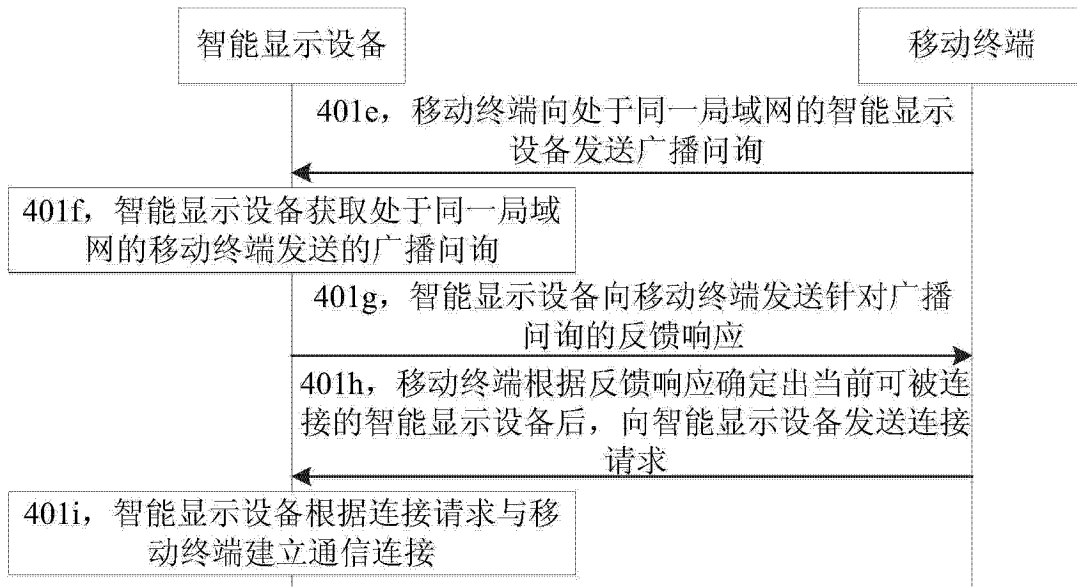 智能显示设备
移动终端
401e，移动终端向处于同一局域网的智能显示
设备发送广播问询
401f，智能显示设备获取处于同一局域
网的移动终端发送的广播问询
401g，智能显示设备向移动终端发送针对广播
问询的反馈响应
401h，移动终端根据反馈响应确定出当前可被连
接的智能显示设备后，向智能显示设备发送连接
请求
401i，智能显示设备根据连接请求与移
动终端建立通信连接